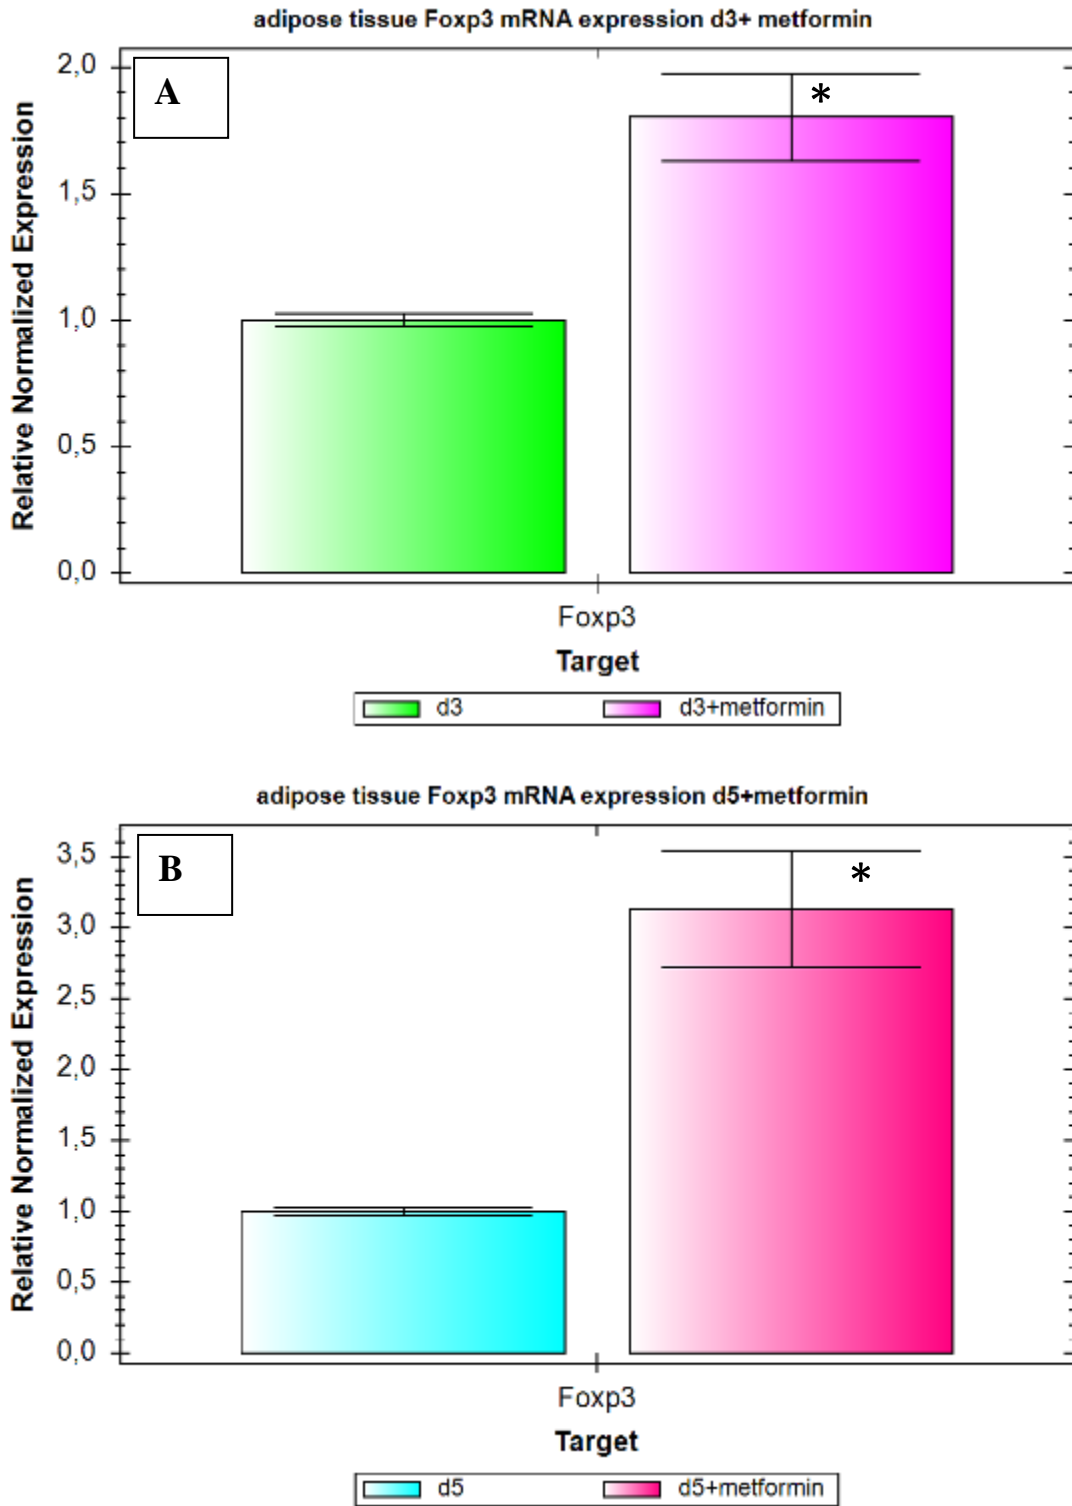 adipose tissue Foxp3 mRNA expression d3+ metformin
A
*
Relative Normalized Expression
2,0
1,5
1,0
0,5
0,0
Foxp3
Target
d3 d3+metformin
adipose tissue Foxp3 mRNA expression d5+metformin
B
*
Relative Normalized Expression
3,5
3,0
2,5
2,0
1,5
1,0
0,5
0,0
Foxp3
Target
d5 d5+metformin